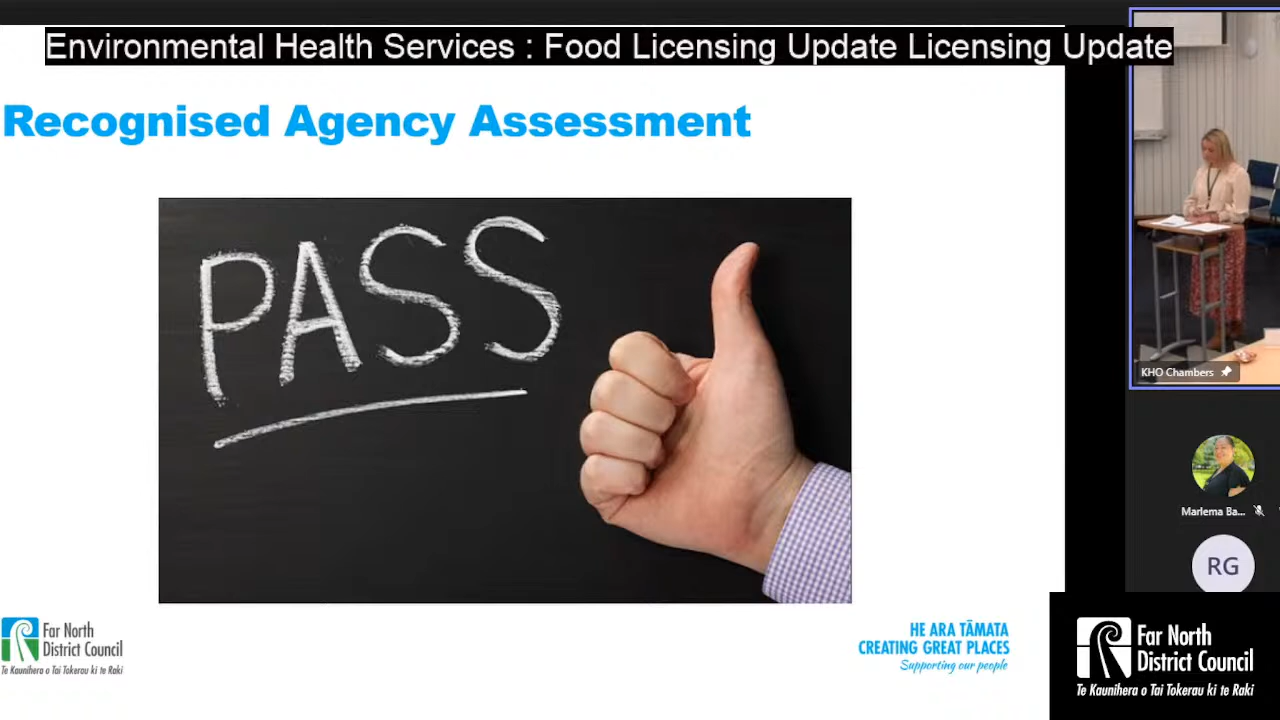 Environmental Health Services : Food Licensing Update Licensing Update
Recognised Agency Assessment
PASS
KHO Chambers
Marlema Ba...
RG
Far North
District Council
Te Kaunihera o Tai Tokerau ki te Raki
HE ARA TĀMATA
CREATING GREAT PLACES
Supporting our people
Far North
District Council
Te Kaunihera o Tai Tokerau ki te Raki